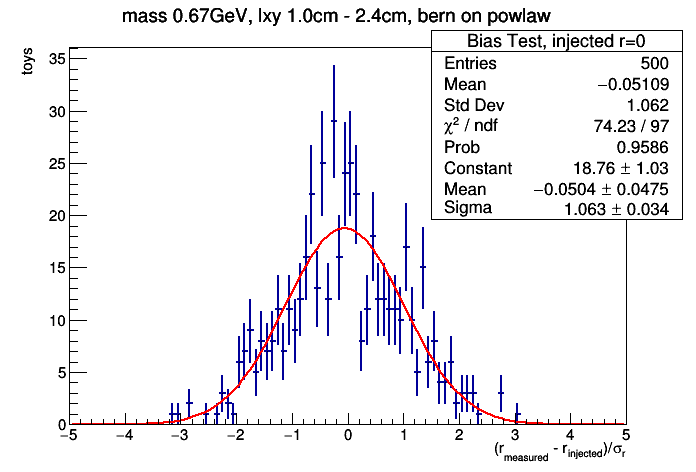 mass 0.67GeV, lxy 1.0cm - 2.4cm, bern on powlaw
Bias Test, injected r=0
Entries 500
Mean −0.05109
Std Dev 1.062
χ² / ndf 74.23 / 97
Prob 0.9586
Constant 18.76 ± 1.03
Mean −0.0504 ± 0.0475
Sigma 1.063 ± 0.034
toys
35
30
25
20
15
10
5
0
−5 −4 −3 −2 −1 0 1 2 3 4 5
(r_measured - r_injected)/σ_r